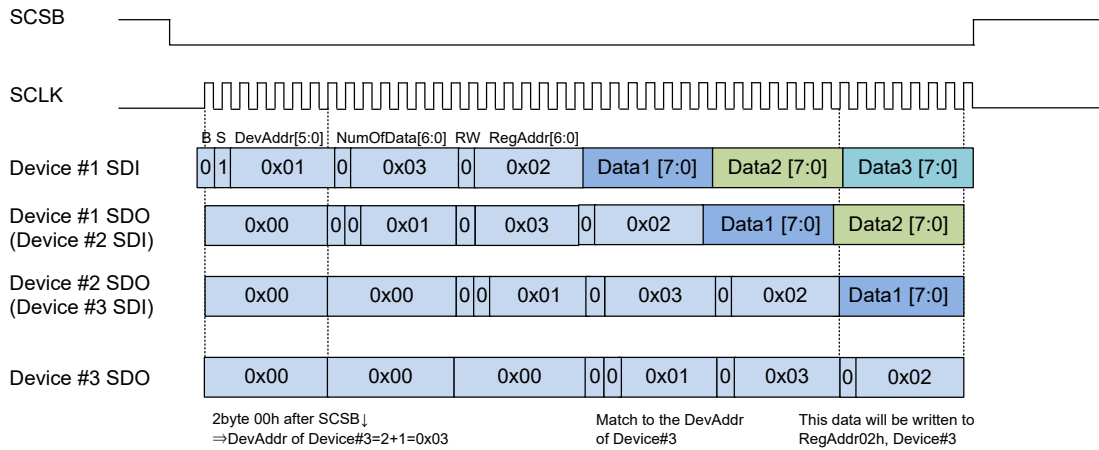 SCSB
SCLK
B S DevAddr[5:0] NumOfData[6:0] RW RegAddr[6:0]
Device #1 SDI 0 1 0x01 0 0x03 0 0x02 Data1 [7:0] Data2 [7:0] Data3 [7:0]
Device #1 SDO 0x00 0 0 0x01 0 0x03 0 0x02 Data1 [7:0] Data2 [7:0]
(Device #2 SDI)
Device #2 SDO 0x00 0x00 0 0 0x01 0 0x03 0 0x02 Data1 [7:0]
(Device #3 SDI)
Device #3 SDO 0x00 0x00 0x00 0 0 0x01 0 0x03 0 0x02
2byte 00h after SCSB↓
⇒DevAddr of Device#3=2+1=0x03
Match to the DevAddr
of Device#3
This data will be written to
RegAddr02h, Device#3